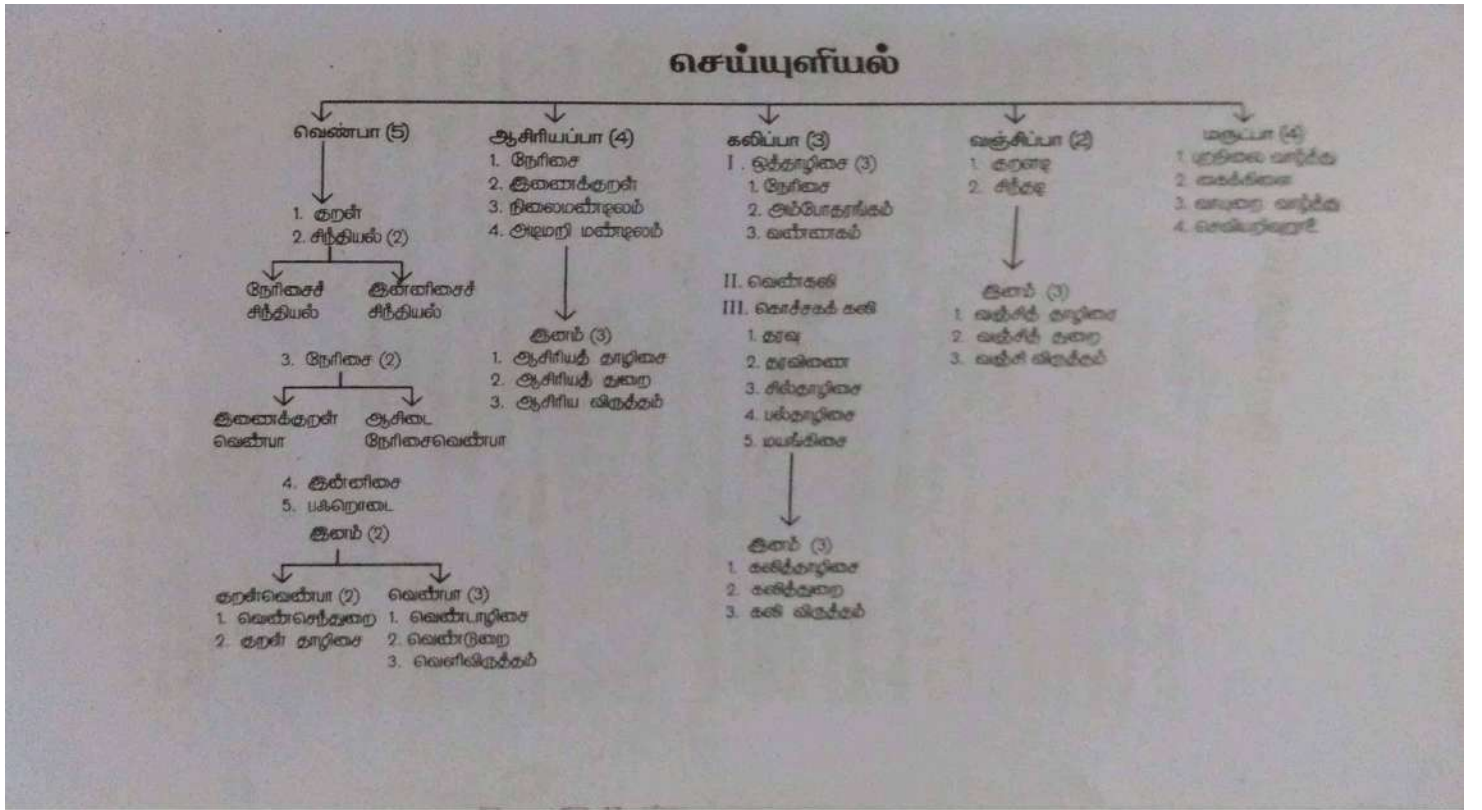 செய்யுளியல்
வெண்பா (5)
1. குறள்
2. சிந்தியல் (2)
நேரிசைச் சிந்தியல்
இன்னிசைச் சிந்தியல்
3. நேரிசை (2)
இணைக்குறள் வெண்பா
ஆசிடை நேரிசைவெண்பா
4. இன்னிசை
5. பஃறொடை
இனம் (2)
குறள்வெண்பா (2)
1. வெண்செந்துறை
2. குறள் தாழிசை
வெண்பா (3)
1. வெண்டாழிசை
2. வெண்டுறை
3. வெளிவிருத்தம்
ஆசிரியப்பா (4)
1. நேரிசை
2. இணைக்குறள்
3. நிலைமண்டிலம்
4. அடிமறி மண்டிலம்
இனம் (3)
1. ஆசிரியத் தாழிசை
2. ஆசிரியத் துறை
3. ஆசிரிய விருத்தம்
கலிப்பா (3)
I . ஒத்தாழிசை (3)
1. நேரிசை
2. அம்போதரங்கம்
3. வண்ணகம்
II. வெண்கலி
III. கொச்சகக் கலி
1. தரவு
2. தரவிணை
3. சில்தாழிசை
4. பல்தாழிசை
5. மயங்கிசை
இனம் (3)
1. கலித்தாழிசை
2. கலித்துறை
3. கலி விருத்தம்
வஞ்சிப்பா (2)
1. குறளடி
2. சிந்தடி
இனம் (3)
1. வஞ்சித் தாழிசை
2. வஞ்சித் துறை
3. வஞ்சி விருத்தம்
மருட்பா (4)
1. புறநிலை வாழ்த்து
2. கைக்கிளை
3. வாயுறை வாழ்த்து
4. செவியறிவுறூஉ